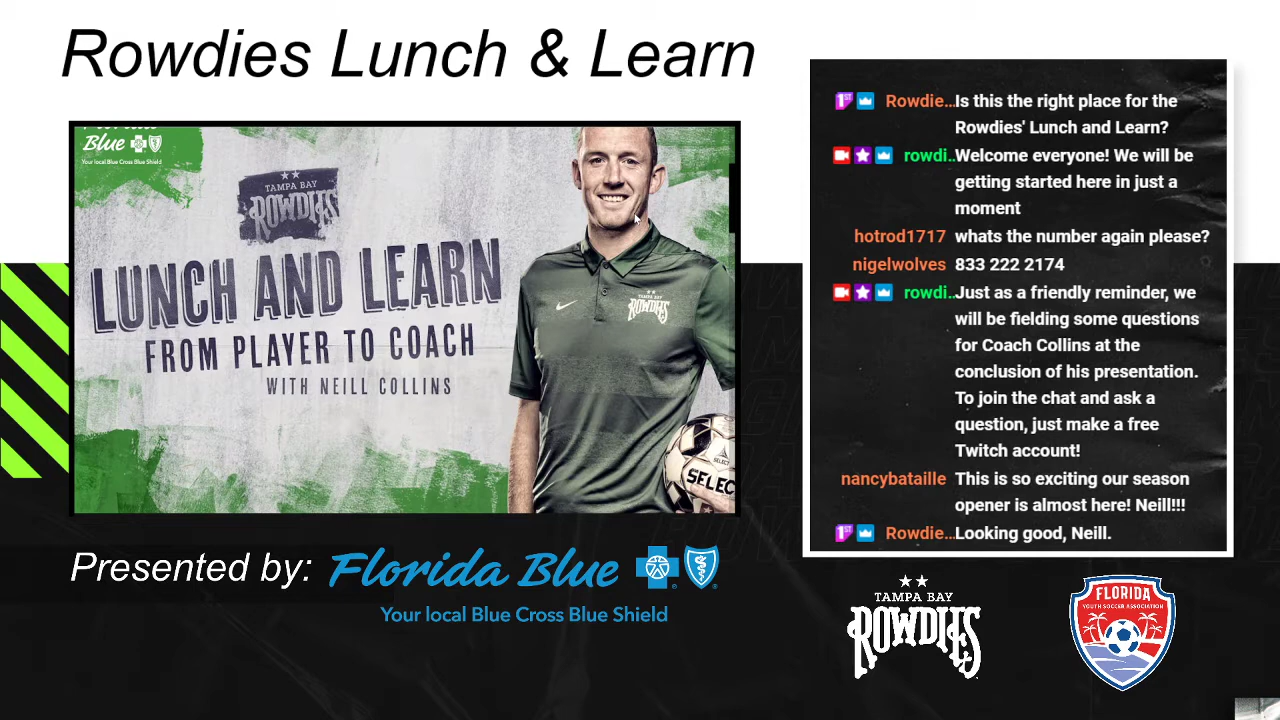 Rowdies Lunch & Learn
Blue
Your local Blue Cross Blue Shield
TAMPA BAY
ROWDIES
LUNCH AND LEARN
FROM PLAYER TO COACH
WITH NEILL COLLINS
TAMPA BAY
ROWDIES
SELECT
SELEC
Presented by: Florida Blue
Your local Blue Cross Blue Shield
1ST Rowdie... Is this the right place for the
Rowdies' Lunch and Learn?
rowdi.. Welcome everyone! We will be
getting started here in just a
moment
hotrod1717 whats the number again please?
nigelwolves 833 222 2174
rowdi.. Just as a friendly reminder, we
will be fielding some questions
for Coach Collins at the
conclusion of his presentation.
To join the chat and ask a
question, just make a free
Twitch account!
nancybataille This is so exciting our season
opener is almost here! Neill!!!
1ST Rowdie... Looking good, Neill.
TAMPA BAY
ROWDIES
FLORIDA
YOUTH SOCCER ASSOCIATION